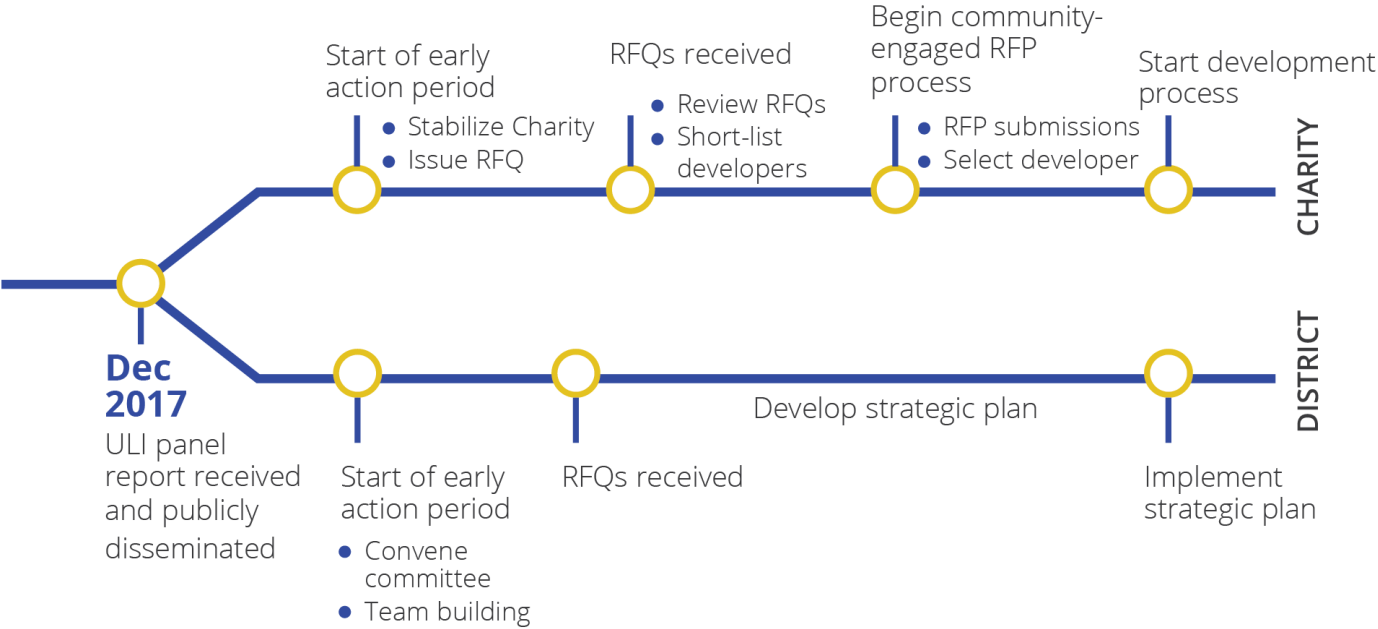 Start of early
action period
• Stabilize Charity
• Issue RFQ
RFQs received
• Review RFQs
• Short-list
developers
Begin community-
engaged RFP
process
• RFP submissions
• Select developer
Start development
process
CHARITY
Dec
2017
ULI panel
report received
and publicly
disseminated
Start of early
action period
• Convene
committee
• Team building
RFQs received
Develop strategic plan
Implement
strategic plan
DISTRICT